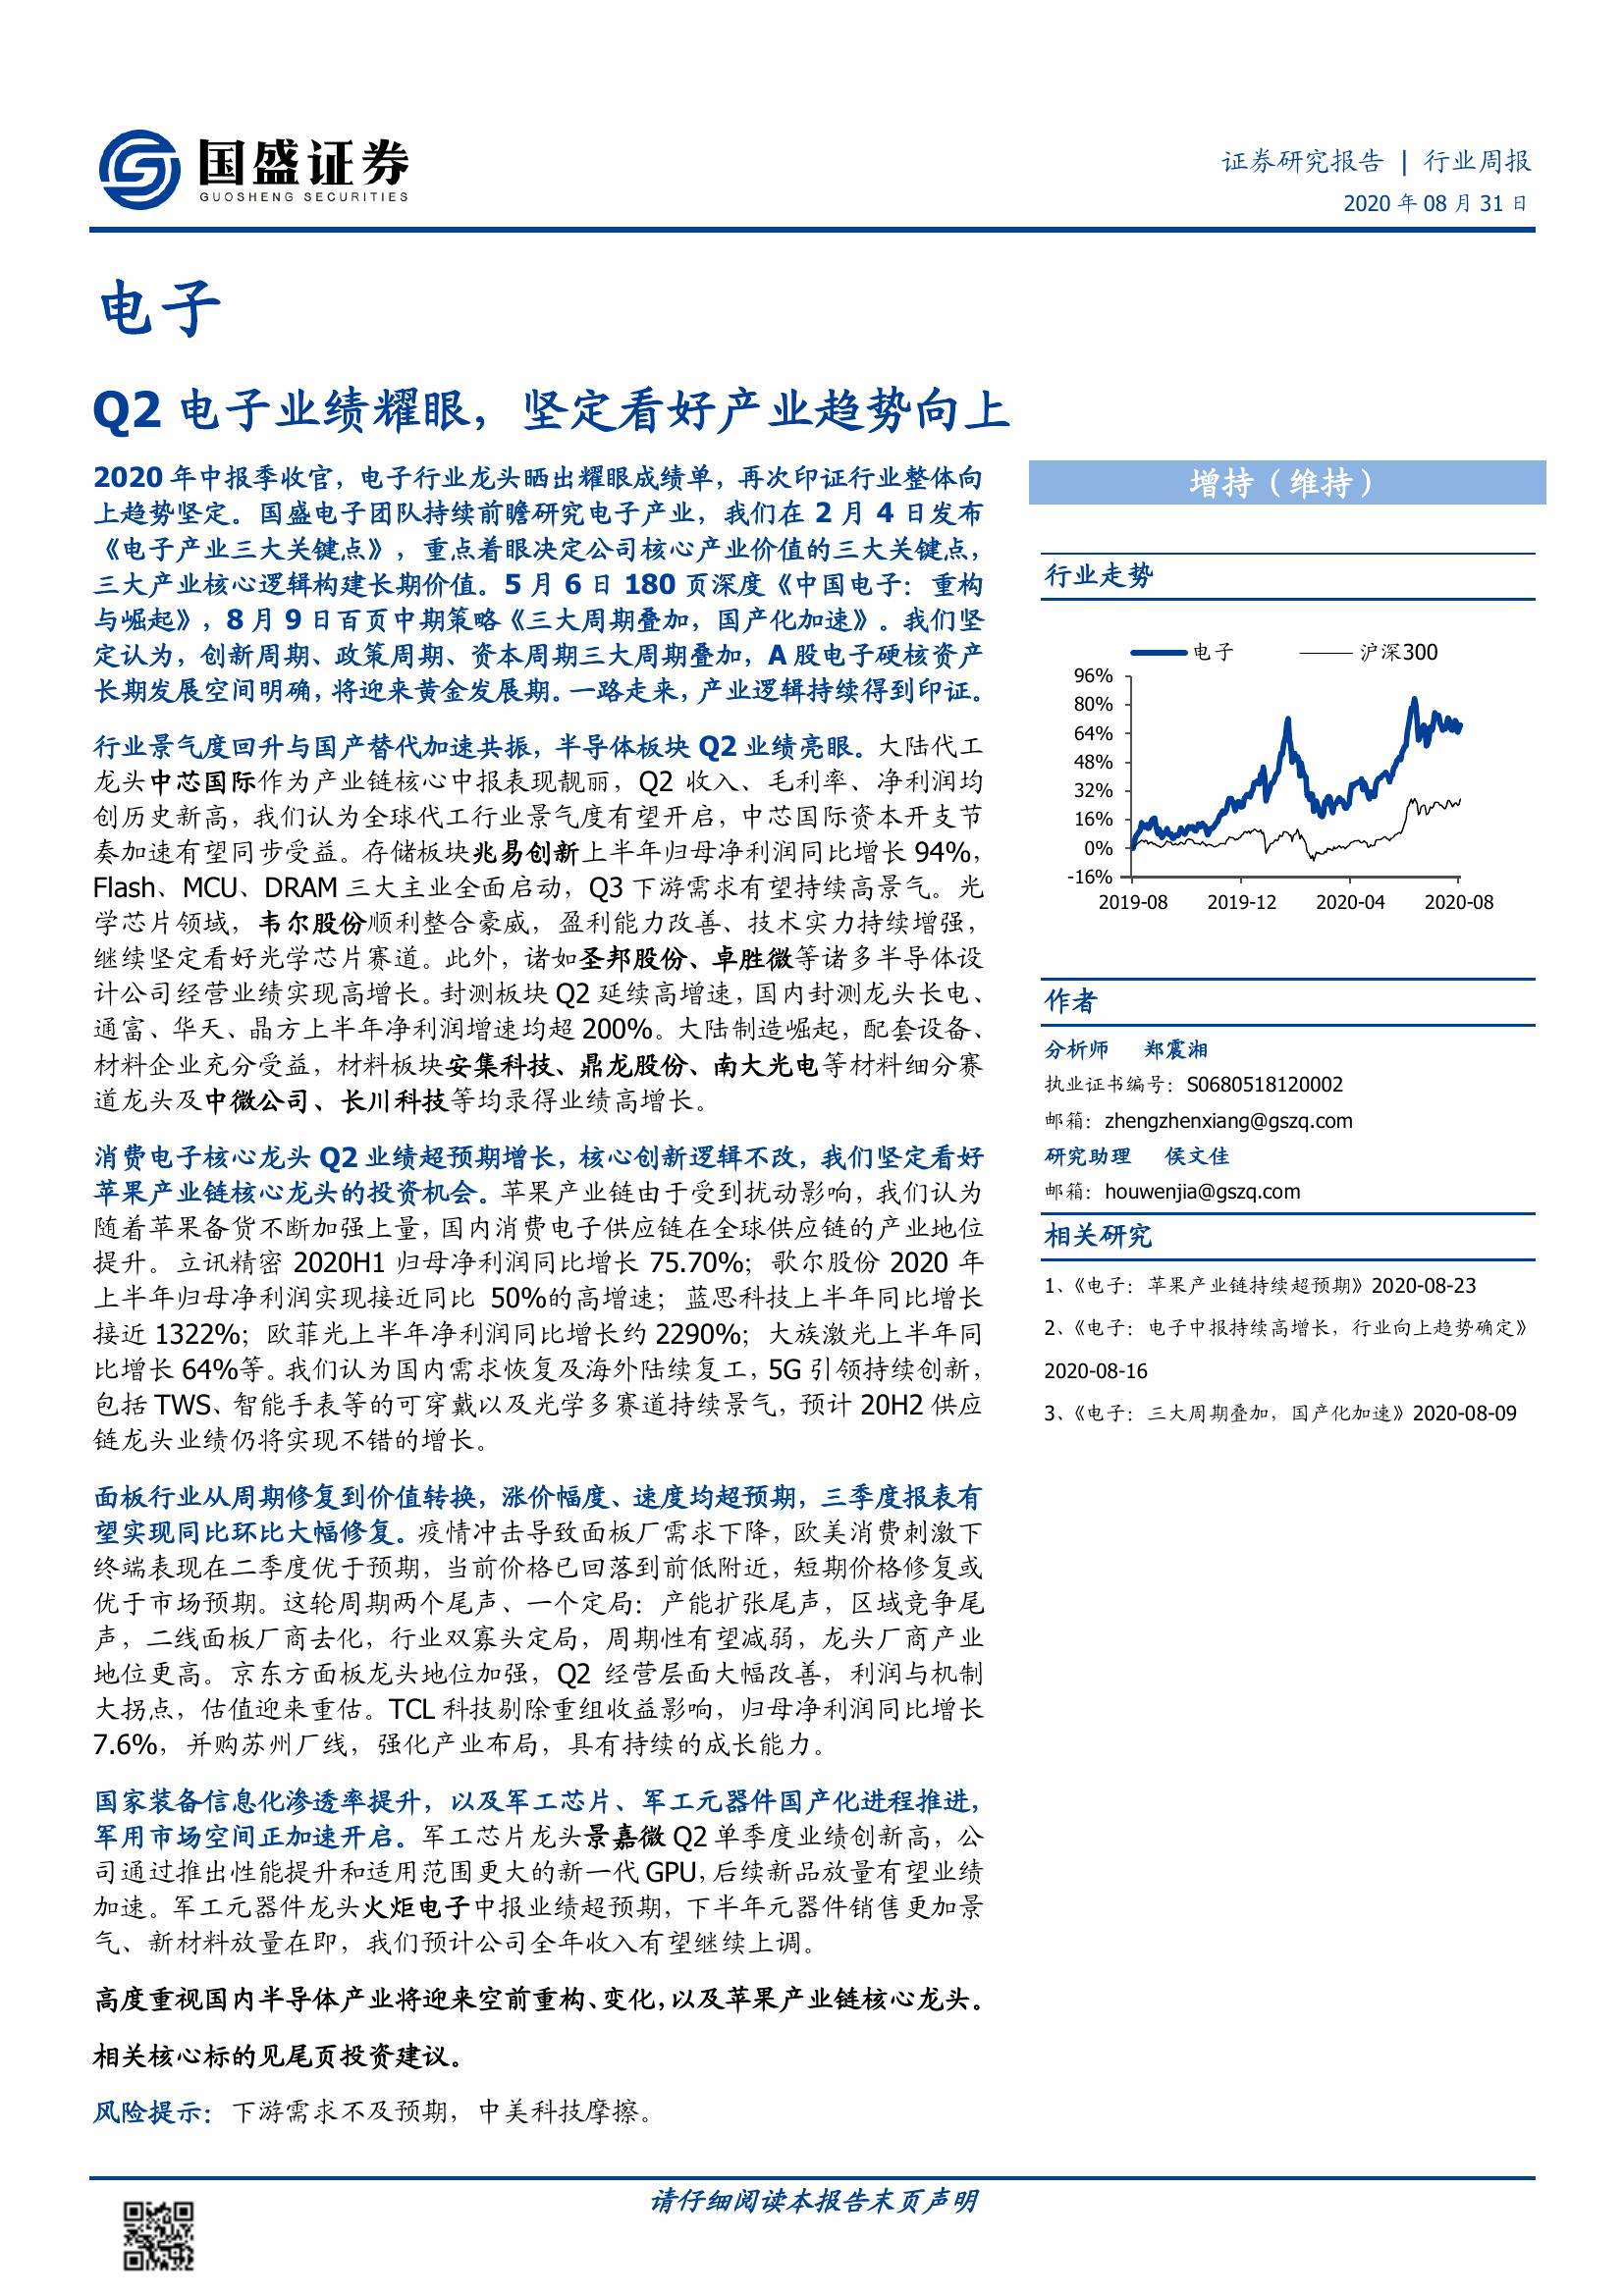 国盛证券
GUOSHENG SECURITIES
证券研究报告 | 行业周报
2020 年 08 月 31 日
电子
Q2 电子业绩耀眼，坚定看好产业趋势向上
2020 年中报季收官，电子行业龙头晒出耀眼成绩单，再次印证行业整体向
上趋势坚定。国盛电子团队持续前瞻研究电子产业，我们在 2 月 4 日发布
《电子产业三大关键点》，重点着眼决定公司核心产业价值的三大关键点，
三大产业核心逻辑构建长期价值。5 月 6 日 180 页深度《中国电子：重构
与崛起》，8 月 9 日百页中期策略《三大周期叠加，国产化加速》。我们坚
定认为，创新周期、政策周期、资本周期三大周期叠加，A 股电子硬核资产
长期发展空间明确，将迎来黄金发展期。一路走来，产业逻辑持续得到印证。
行业景气度回升与国产替代加速共振，半导体板块 Q2 业绩亮眼。大陆代工
龙头中芯国际作为产业链核心中报表现靓丽，Q2 收入、毛利率、净利润均
创历史新高，我们认为全球代工行业景气度有望开启，中芯国际资本开支节
奏加速有望同步受益。存储板块兆易创新上半年归母净利润同比增长 94%，
Flash、MCU、DRAM 三大主业全面启动，Q3 下游需求有望持续高景气。光
学芯片领域，韦尔股份顺利整合豪威，盈利能力改善、技术实力持续增强，
继续坚定看好光学芯片赛道。此外，诸如圣邦股份、卓胜微等诸多半导体设
计公司经营业绩实现高增长。封测板块 Q2 延续高增速，国内封测龙头长电、
通富、华天、晶方上半年净利润增速均超 200%。大陆制造崛起，配套设备、
材料企业充分受益，材料板块安集科技、鼎龙股份、南大光电等材料细分赛
道龙头及中微公司、长川科技等均录得业绩高增长。
消费电子核心龙头 Q2 业绩超预期增长，核心创新逻辑不改，我们坚定看好
苹果产业链核心龙头的投资机会。苹果产业链由于受到扰动影响，我们认为
随着苹果备货不断加强上量，国内消费电子供应链在全球供应链的产业地位
提升。立讯精密 2020H1 归母净利润同比增长 75.70%；歌尔股份 2020 年
上半年归母净利润实现接近同比 50%的高增速；蓝思科技上半年同比增长
接近 1322%；欧菲光上半年净利润同比增长约 2290%；大族激光上半年同
比增长 64%等。我们认为国内需求恢复及海外陆续复工，5G 引领持续创新，
包括 TWS、智能手表等的可穿戴以及光学多赛道持续景气，预计 20H2 供应
链龙头业绩仍将实现不错的增长。
面板行业从周期修复到价值转换，涨价幅度、速度均超预期，三季度报表有
望实现同比环比大幅修复。疫情冲击导致面板厂需求下降，欧美消费刺激下
终端表现在二季度优于预期，当前价格已回落到前低附近，短期价格修复或
优于市场预期。这轮周期两个尾声、一个定局：产能扩张尾声，区域竞争尾
声，二线面板厂商去化，行业双寡头定局，周期性有望减弱，龙头厂商产业
地位更高。京东方面板龙头地位加强，Q2 经营层面大幅改善，利润与机制
大拐点，估值迎来重估。TCL 科技剔除重组收益影响，归母净利润同比增长
7.6%，并购苏州厂线，强化产业布局，具有持续的成长能力。
国家装备信息化渗透率提升，以及军工芯片、军工元器件国产化进程推进，
军用市场空间正加速开启。军工芯片龙头景嘉微 Q2 单季度业绩创新高，公
司通过推出性能提升和适用范围更大的新一代 GPU，后续新品放量有望业绩
加速。军工元器件龙头火炬电子中报业绩超预期，下半年元器件销售更加景
气、新材料放量在即，我们预计公司全年收入有望继续上调。
高度重视国内半导体产业将迎来空前重构、变化，以及苹果产业链核心龙头。
相关核心标的见尾页投资建议。
风险提示：下游需求不及预期，中美科技摩擦。
增持（维持）
行业走势
电子 沪深300
96%
80%
64%
48%
32%
16%
0%
-16%
2019-08 2019-12 2020-04 2020-08
作者
分析师 郑震湘
执业证书编号：S0680518120002
邮箱：zhengzhenxiang@gszq.com
研究助理 侯文佳
邮箱：houwenjia@gszq.com
相关研究
1、《电子：苹果产业链持续超预期》2020-08-23
2、《电子：电子中报持续高增长，行业向上趋势确定》
2020-08-16
3、《电子：三大周期叠加，国产化加速》2020-08-09
请仔细阅读本报告末页声明